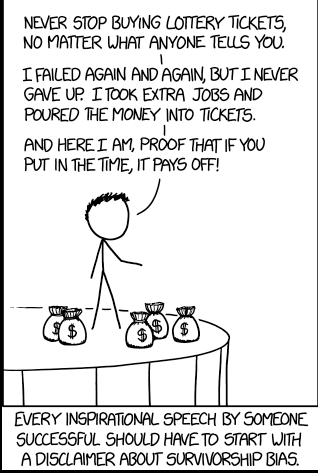 NEVER STOP BUYING LOTTERY TICKETS,
NO MATTER WHAT ANYONE TELLS YOU.
I FAILED AGAIN AND AGAIN, BUT I NEVER
GAVE UP. I TOOK EXTRA JOBS AND
POURED THE MONEY INTO TICKETS.
AND HERE I AM, PROOF THAT IF YOU
PUT IN THE TIME, IT PAYS OFF!
$ $ $ $ $
EVERY INSPIRATIONAL SPEECH BY SOMEONE
SUCCESSFUL SHOULD HAVE TO START WITH
A DISCLAIMER ABOUT SURVIVORSHIP BIAS.